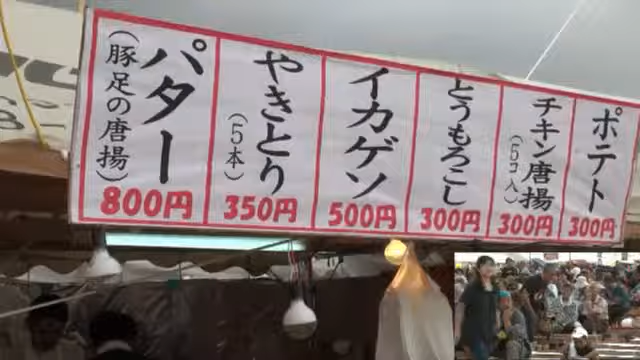 パター
(豚足の唐揚)
800円
やきとり
(5本)
350円
イカゲソ
500円
とうもろこし
300円
チキン唐揚
(5コ入)
300円
ポテト
300円